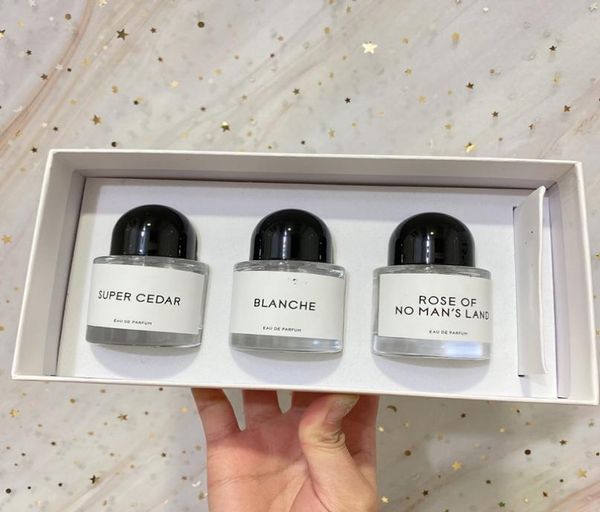 SUPER CEDAR
EAU DE PARFUM
BLANCHE
EAU DE PARFUM
ROSE OF
NO MAN'S LAND
EAU DE PARFUM